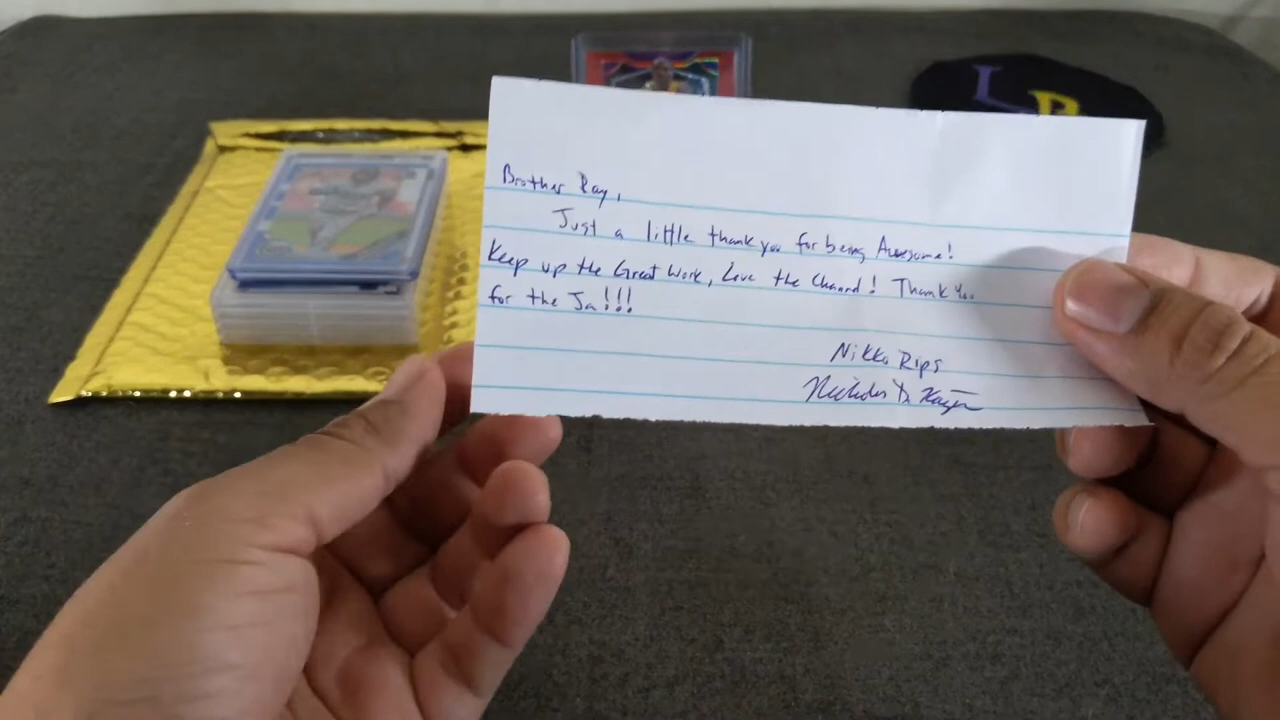 L B
Brother Ray,
Just a little thank you for being Awesome!
Keep up the Great Work, Love the Channel! Thank You
for the Ja!!!
Nikko Rips
Nicholas D.